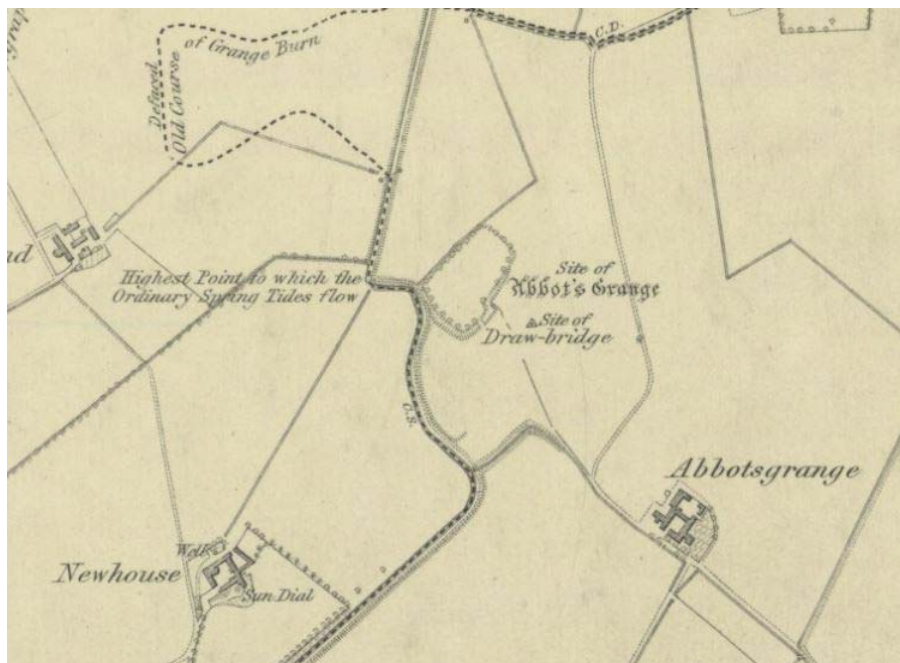 of Grange Burn
Defaced
Old Course
C.D.
Highest Point to which the
Ordinary Spring Tides flow
Site of
Abbot's Grange
Site of
Draw-bridge
C.S.
Abbotsgrange
Well
Newhouse
Sun Dial